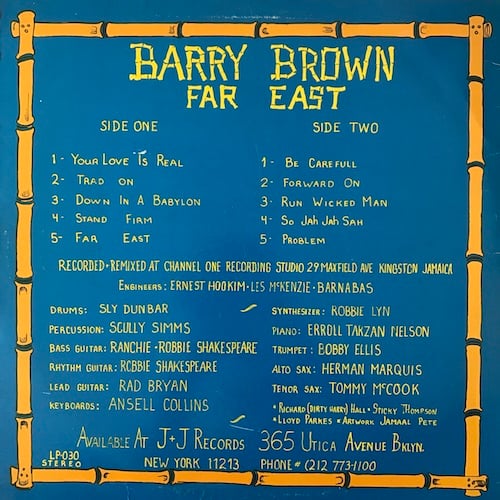 BARRY BROWN
FAR EAST
SIDE ONE
1- YOUR LOVE IS REAL
2- TRAD ON
3- DOWN IN A BABYLON
4- STAND FIRM
5- FAR EAST
SIDE TWO
1- BE CAREFULL
2- FORWARD ON
3- RUN WICKED MAN
4- SO JAH JAH SAH
5- PROBLEM
RECORDED + REMIXED AT CHANNEL ONE RECORDING STUDIO 29 MAXFIELD AVE KINGSTON JAMAICA
ENGINEERS: ERNEST HOOKIM · LES MCKENZIE · BARNABAS
DRUMS: SLY DUNBAR
PERCUSSION: SCULLY SIMMS
BASS GUITAR: RANCHIE · ROBBIE SHAKESPEARE
RHYTHM GUITAR: ROBBIE SHAKESPEARE
LEAD GUITAR: RAD BRYAN
KEYBOARDS: ANSELL COLLINS
SYNTHESIZER: ROBBIE LYN
PIANO: ERROLL TARZAN NELSON
TRUMPET: BOBBY ELLIS
ALTO SAX: HERMAN MARQUIS
TENOR SAX: TOMMY MCCOOK
* RICHARD (DIRTY HARRY) HALL · STICKY THOMPSON
* LLOYD PARKES * ARTWORK JAMAAL PETE
AVAILABLE AT J+J RECORDS 365 UTICA AVENUE BKLYN.
LP-030
STEREO
NEW YORK 11213 PHONE # (212 773-1100